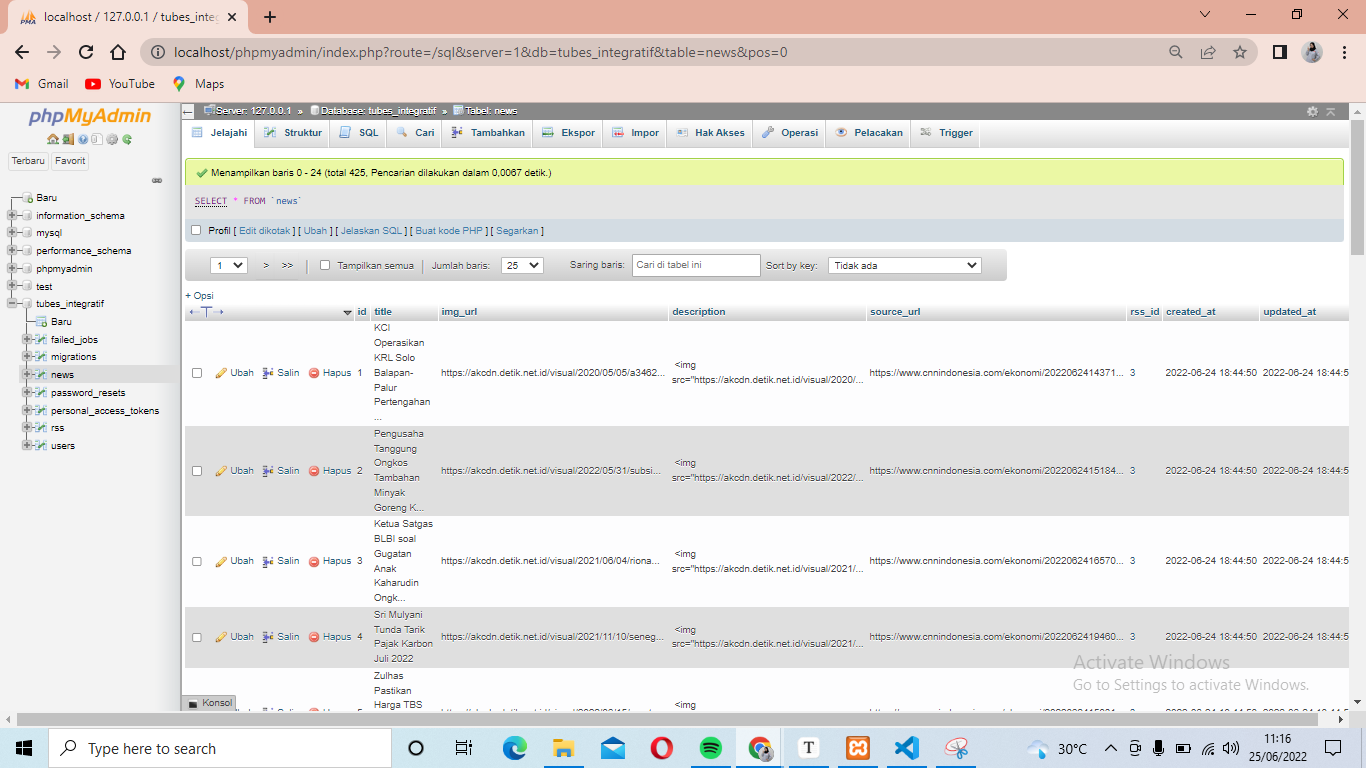 localhost / 127.0.0.1 / tubes_integ
localhost/phpmyadmin/index.php?route=/sql&server=1&db=tubes_integratif&table=news&pos=0
Gmail YouTube Maps
phpMyAdmin
Terbaru Favorit
Baru
information_schema
mysql
performance_schema
phpmyadmin
test
tubes_integratif
Baru
failed_jobs
migrations
news
password_resets
personal_access_tokens
rss
users
Server: 127.0.0.1 » Database: tubes_integratif » Tabel: news
Jelajahi Struktur SQL Cari Tambahkan Ekspor Impor Hak Akses Operasi Pelacakan Trigger
Menampilkan baris 0 - 24 (total 425, Pencarian dilakukan dalam 0,0067 detik.)
SELECT * FROM `news`
Profil [ Edit dikotak ] [ Ubah ] [ Jelaskan SQL ] [ Buat kode PHP ] [ Segarkan ]
1 > >> Tampilkan semua Jumlah baris: 25 Saring baris: Cari di tabel ini Sort by key: Tidak ada
+ Opsi
id title img_url description source_url rss_id created_at updated_at
KCI
Operasikan
KRL Solo
Balapan-
Palur
Pertengahan
...
Ubah Salin Hapus 1 https://akcdn.detik.net.id/visual/2020/05/05/a3462... <img
src="https://akcdn.detik.net.id/visual/2020/... https://www.cnnindonesia.com/ekonomi/2022062414371... 3 2022-06-24 18:44:50 2022-06-24 18:44:5
Pengusaha
Tanggung
Ongkos
Tambahan
Minyak
Goreng K...
Ubah Salin Hapus 2 https://akcdn.detik.net.id/visual/2022/05/31/subsi... <img
src="https://akcdn.detik.net.id/visual/2022/... https://www.cnnindonesia.com/ekonomi/2022062415184... 3 2022-06-24 18:44:50 2022-06-24 18:44:5
Ketua Satgas
BLBI soal
Gugatan
Anak
Kaharudin
Ongk...
Ubah Salin Hapus 3 https://akcdn.detik.net.id/visual/2021/06/04/riona... <img
src="https://akcdn.detik.net.id/visual/2021/... https://www.cnnindonesia.com/ekonomi/2022062416570... 3 2022-06-24 18:44:50 2022-06-24 18:44:5
Sri Mulyani
Tunda Tarik
Pajak Karbon
Juli 2022
Ubah Salin Hapus 4 https://akcdn.detik.net.id/visual/2021/11/10/seneg... <img
src="https://akcdn.detik.net.id/visual/2021/... https://www.cnnindonesia.com/ekonomi/2022062419460... 3 2022-06-24 18:44:50 2022-06-24 18:44:5
Zulhas
Pastikan
Harga TBS
<img
Konsol
Activate Windows
Go to Settings to activate Windows.
Type here to search
30°C
11:16
25/06/2022